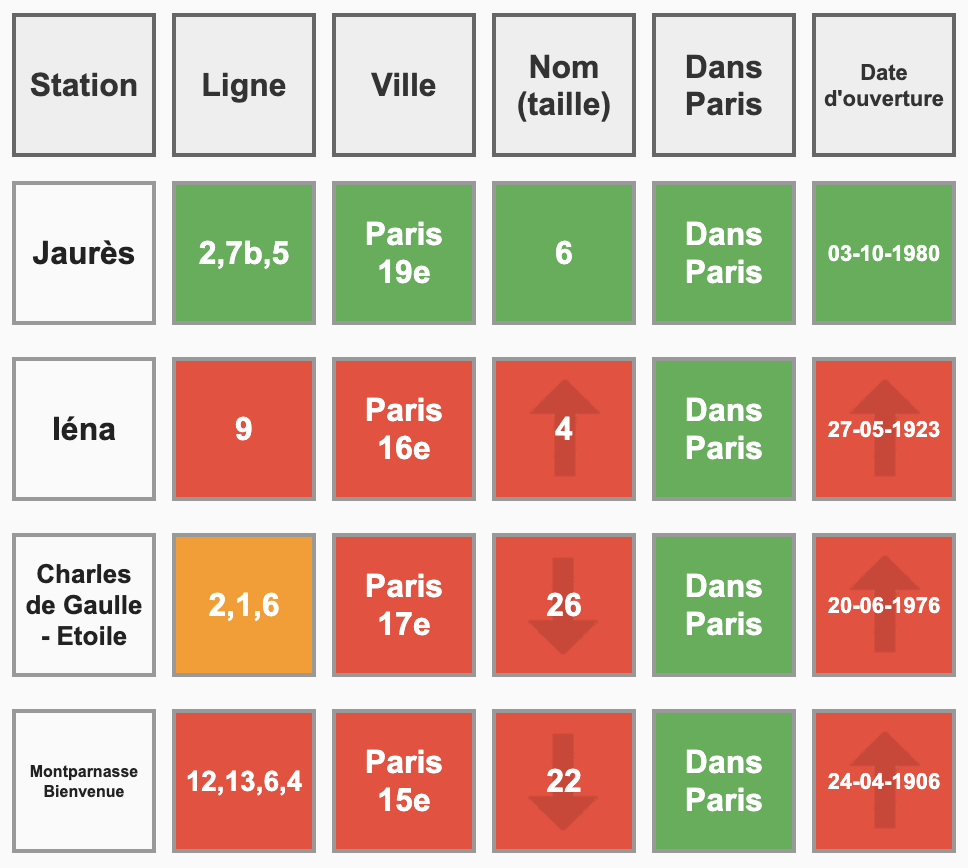 Station
Ligne
Ville
Nom
(taille)
Dans
Paris
Date
d'ouverture
Jaurès
2,7b,5
Paris
19e
6
Dans
Paris
03-10-1980
Iéna
9
Paris
16e
4
Dans
Paris
27-05-1923
Charles
de Gaulle
- Etoile
2,1,6
Paris
17e
26
Dans
Paris
20-06-1976
Montparnasse
Bienvenue
12,13,6,4
Paris
15e
22
Dans
Paris
24-04-1906